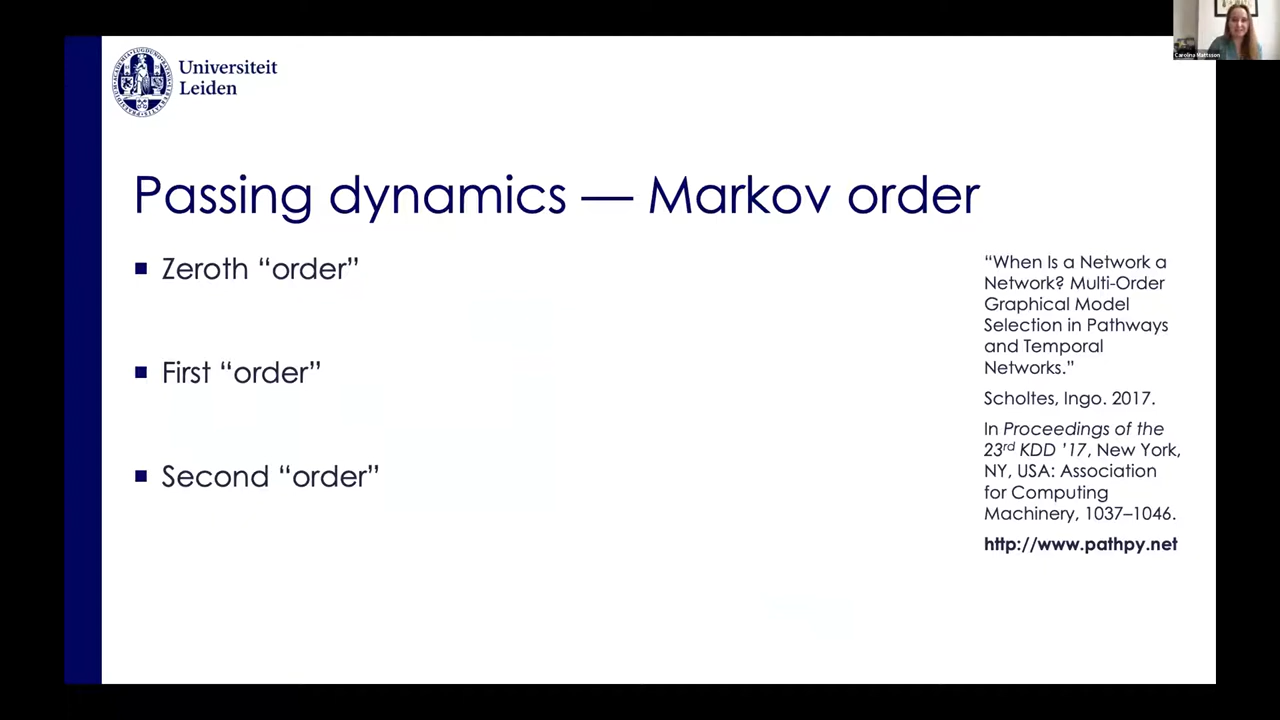 Carolina Mattsson
Universiteit
Leiden
Passing dynamics — Markov order
▪ Zeroth “order”
▪ First “order”
▪ Second “order”
“When Is a Network a
Network? Multi-Order
Graphical Model
Selection in Pathways
and Temporal
Networks.”
Scholtes, Ingo. 2017.
In Proceedings of the
23rd KDD ’17, New York,
NY, USA: Association
for Computing
Machinery, 1037–1046.
http://www.pathpy.net